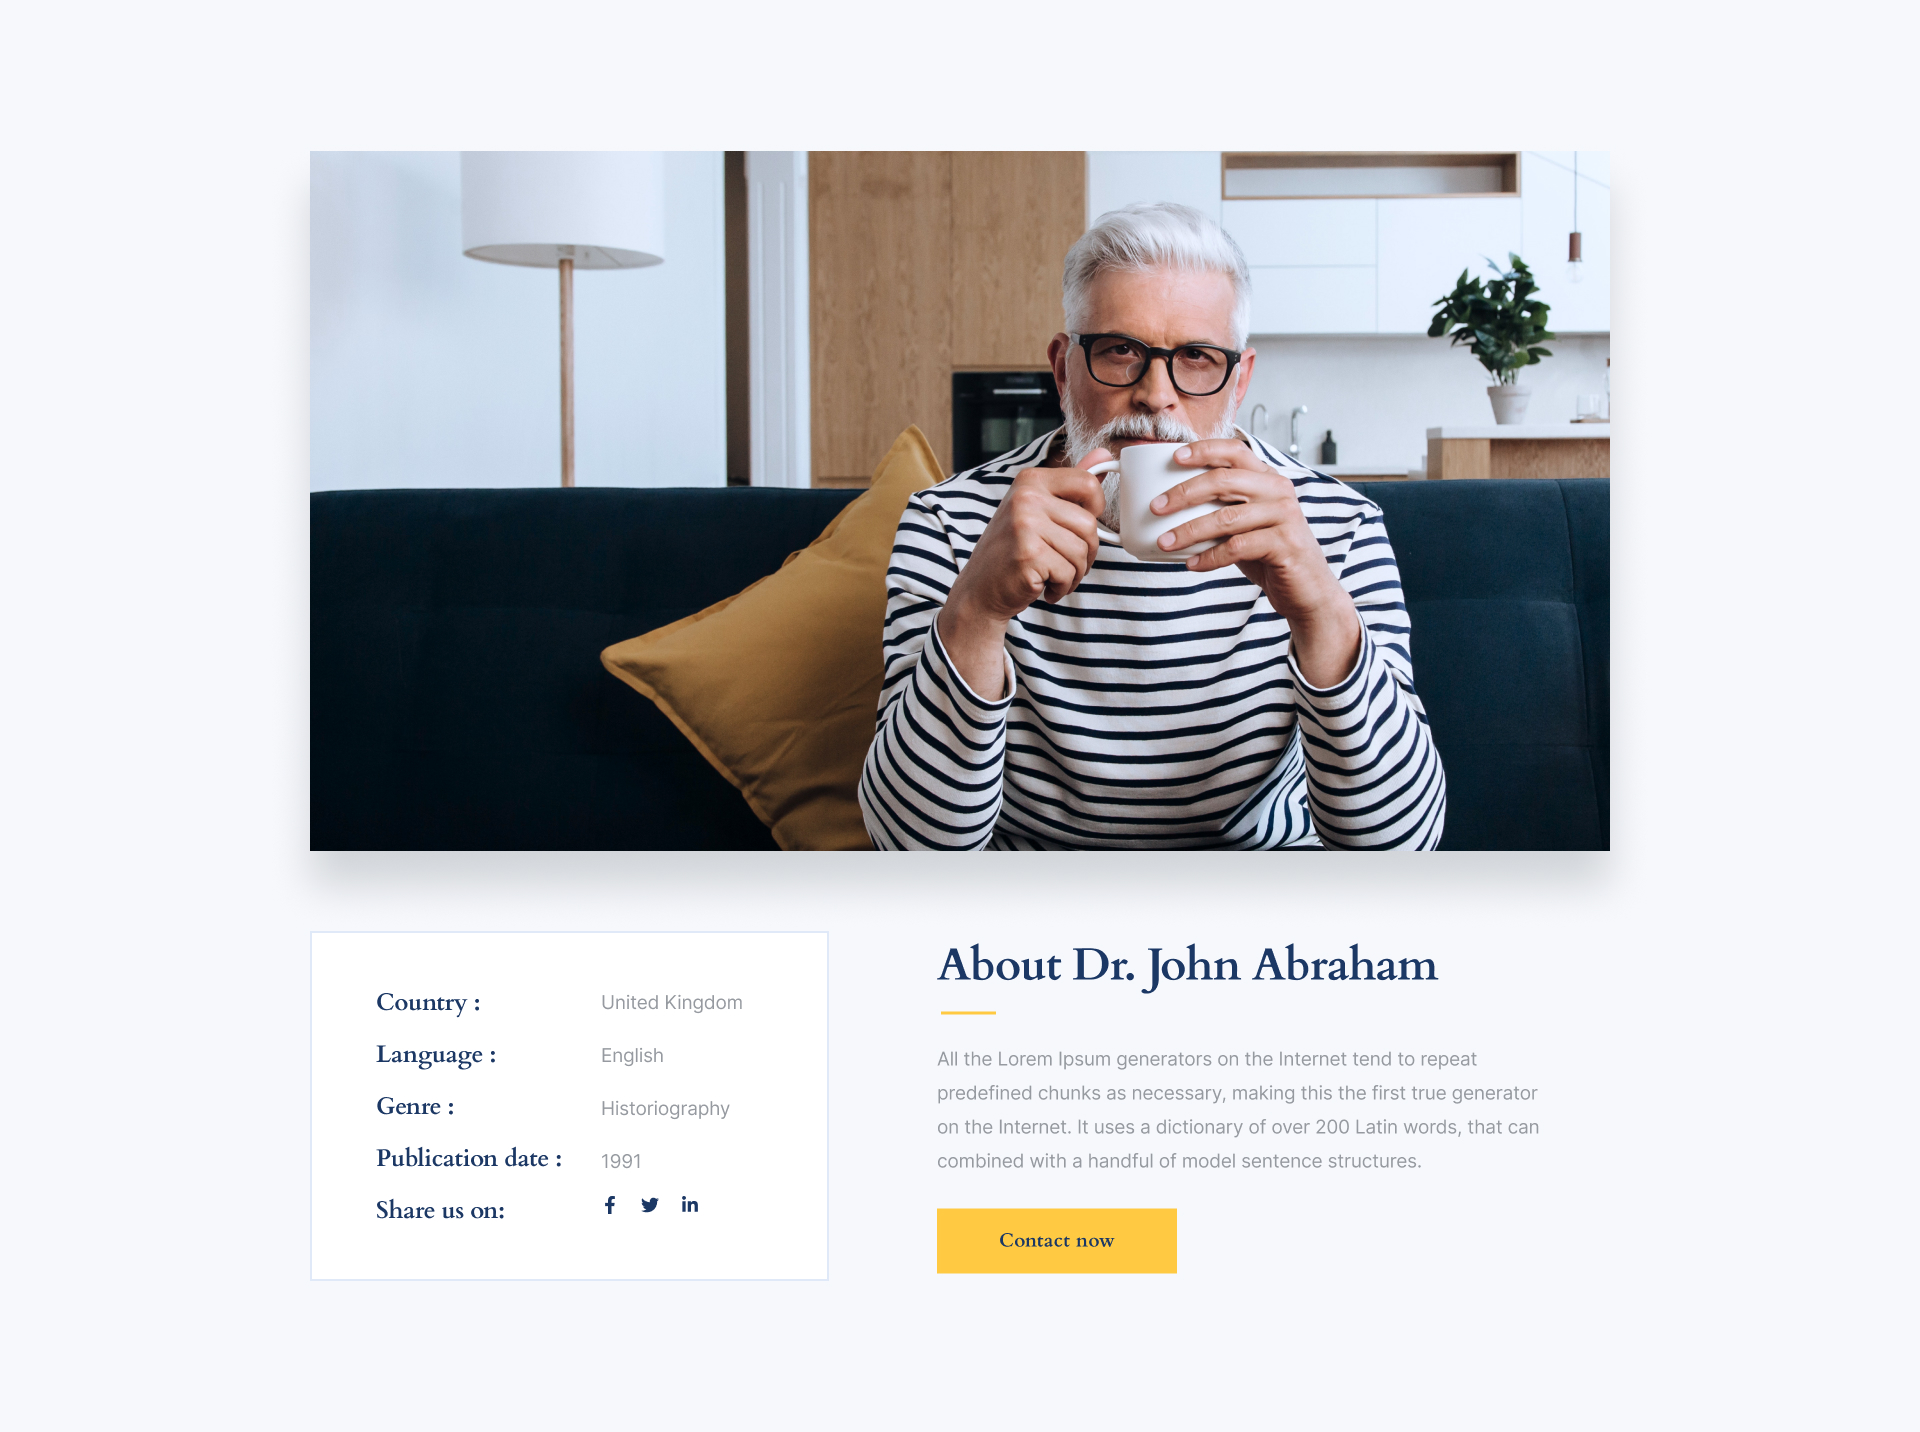 Country : United Kingdom
Language : English
Genre : Historiography
Publication date : 1991
Share us on:
About Dr. John Abraham
All the Lorem Ipsum generators on the Internet tend to repeat
predefined chunks as necessary, making this the first true generator
on the Internet. It uses a dictionary of over 200 Latin words, that can
combined with a handful of model sentence structures.
Contact now